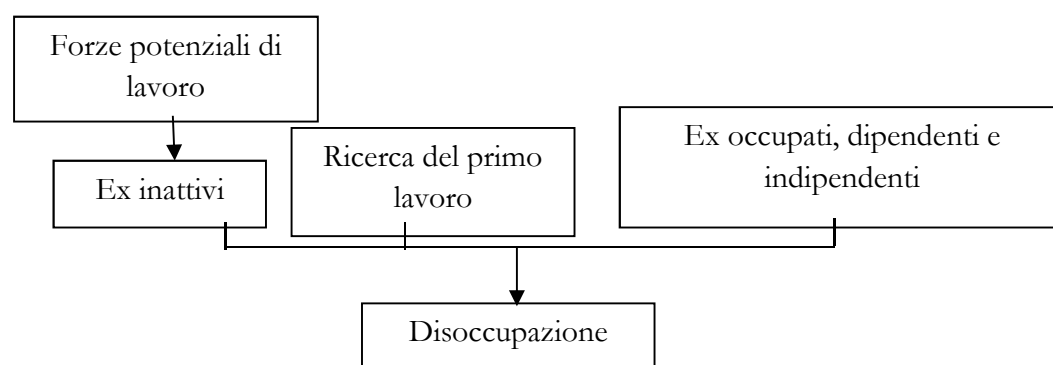 Forze potenziali di
lavoro
Ex inattivi
Ricerca del primo
lavoro
Ex occupati, dipendenti e
indipendenti
Disoccupazione